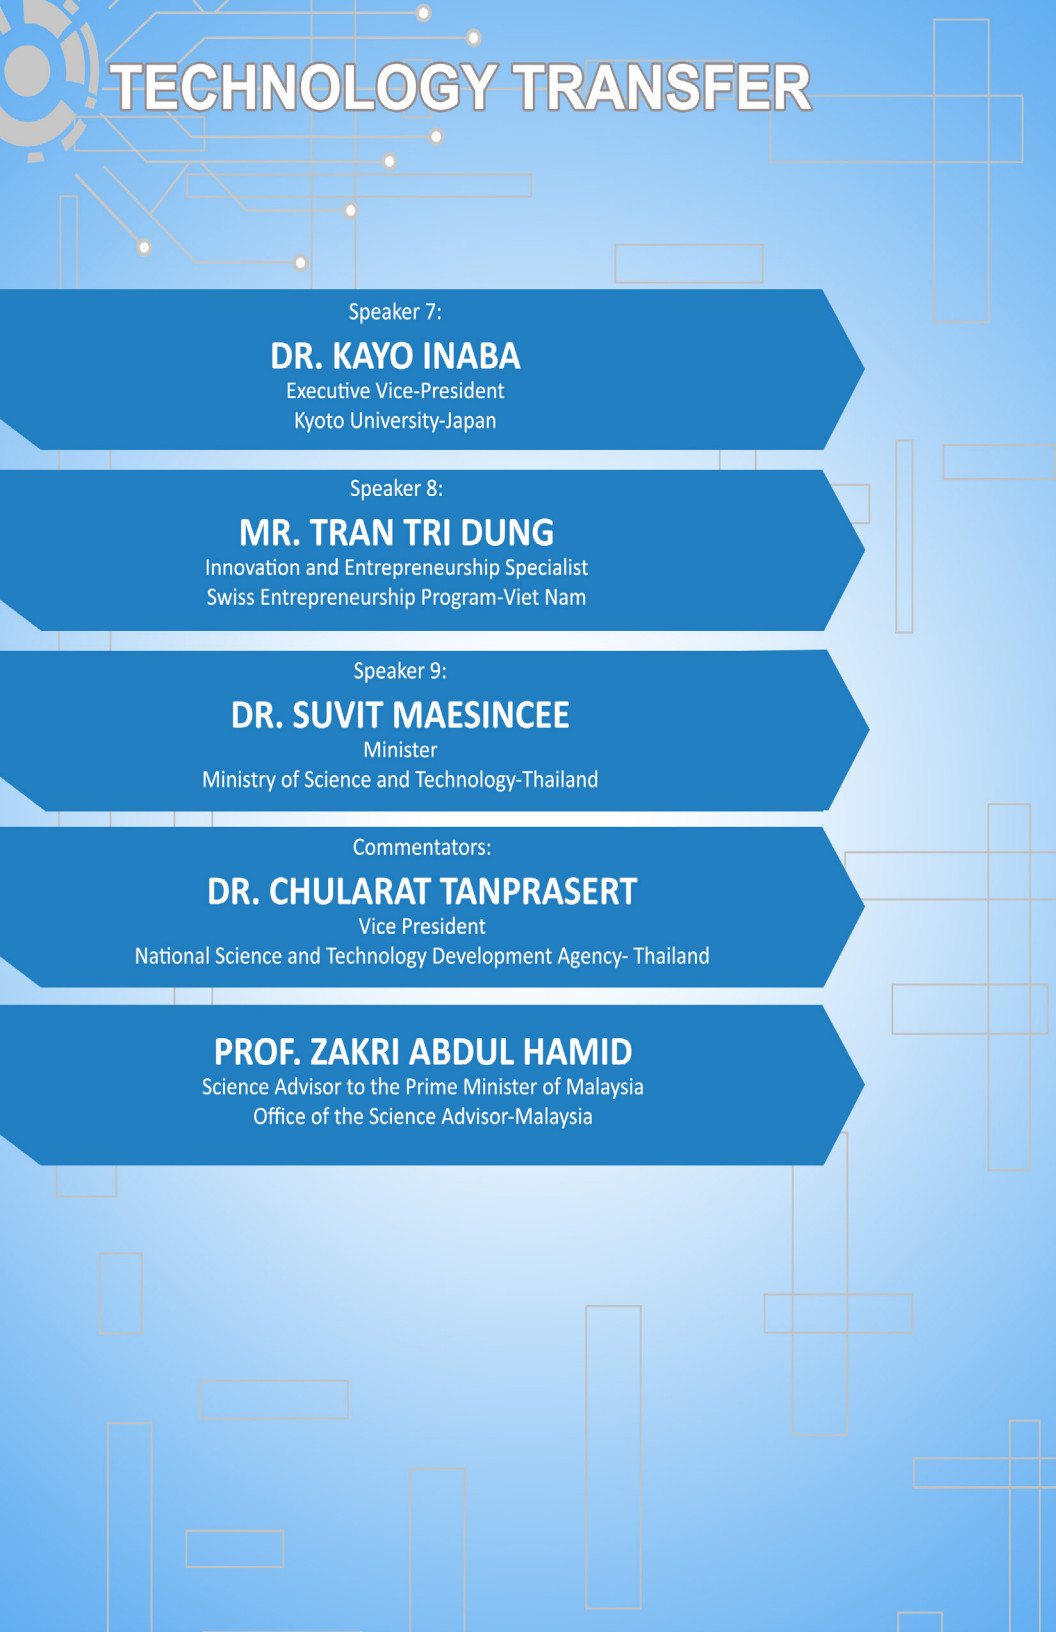 TECHNOLOGY TRANSFER
Speaker 7:
DR. KAYO INABA
Executive Vice-President
Kyoto University-Japan
Speaker 8:
MR. TRAN TRI DUNG
Innovation and Entrepreneurship Specialist
Swiss Entrepreneurship Program-Viet Nam
Speaker 9:
DR. SUVIT MAESINCEE
Minister
Ministry of Science and Technology-Thailand
Commentators:
DR. CHULARAT TANPRASERT
Vice President
National Science and Technology Development Agency- Thailand
PROF. ZAKRI ABDUL HAMID
Science Advisor to the Prime Minister of Malaysia
Office of the Science Advisor-Malaysia